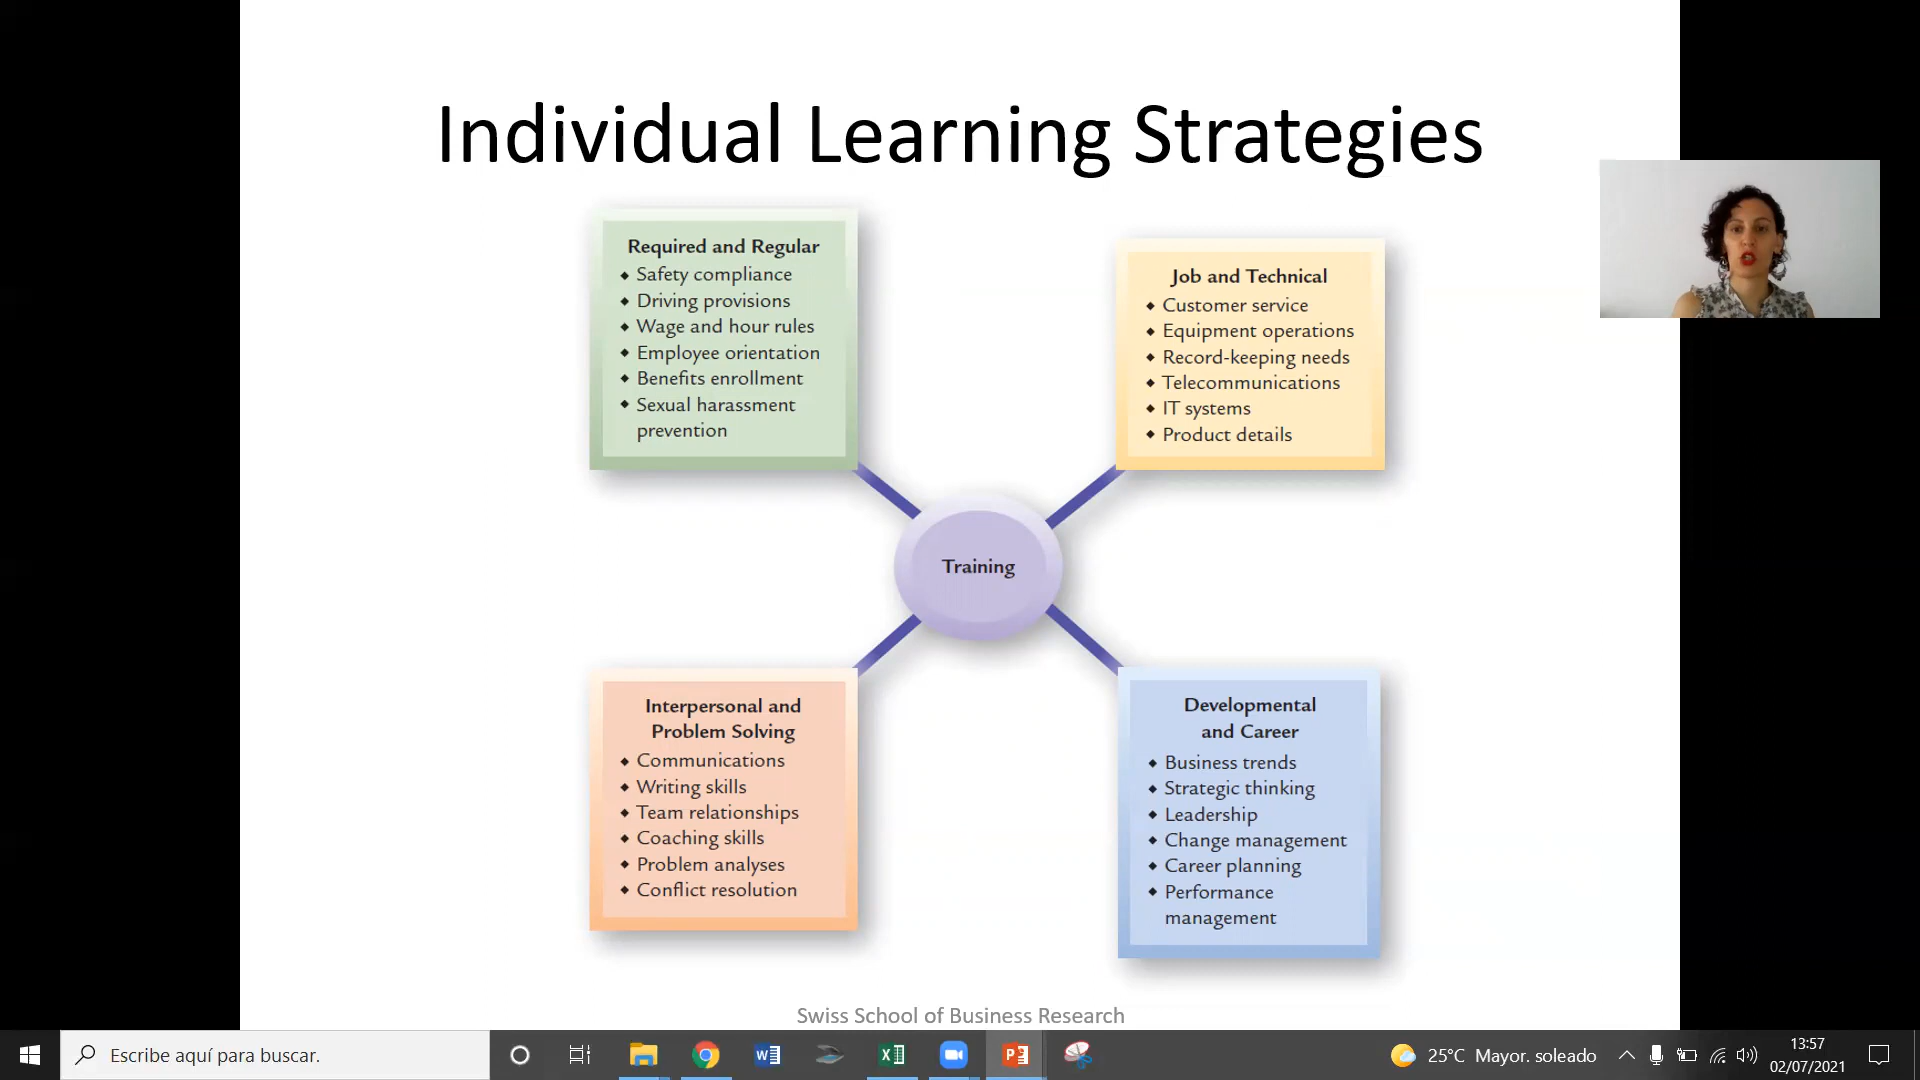 Individual Learning Strategies
Required and Regular
Safety compliance
Driving provisions
Wage and hour rules
Employee orientation
Benefits enrollment
Sexual harassment
prevention
Job and Technical
Customer service
Equipment operations
Record-keeping needs
Telecommunications
IT systems
Product details
Training
Interpersonal and
Problem Solving
Communications
Writing skills
Team relationships
Coaching skills
Problem analyses
Conflict resolution
Developmental
and Career
Business trends
Strategic thinking
Leadership
Change management
Career planning
Performance
management
Swiss School of Business Research
Escribe aquí para buscar.
25°C Mayor. soleado
13:57
02/07/2021